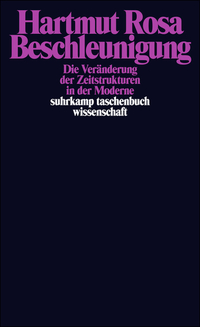 Hartmut Rosa
Beschleunigung
Die Veränderung
der Zeitstrukturen
in der Moderne
suhrkamp taschenbuch
wissenschaft